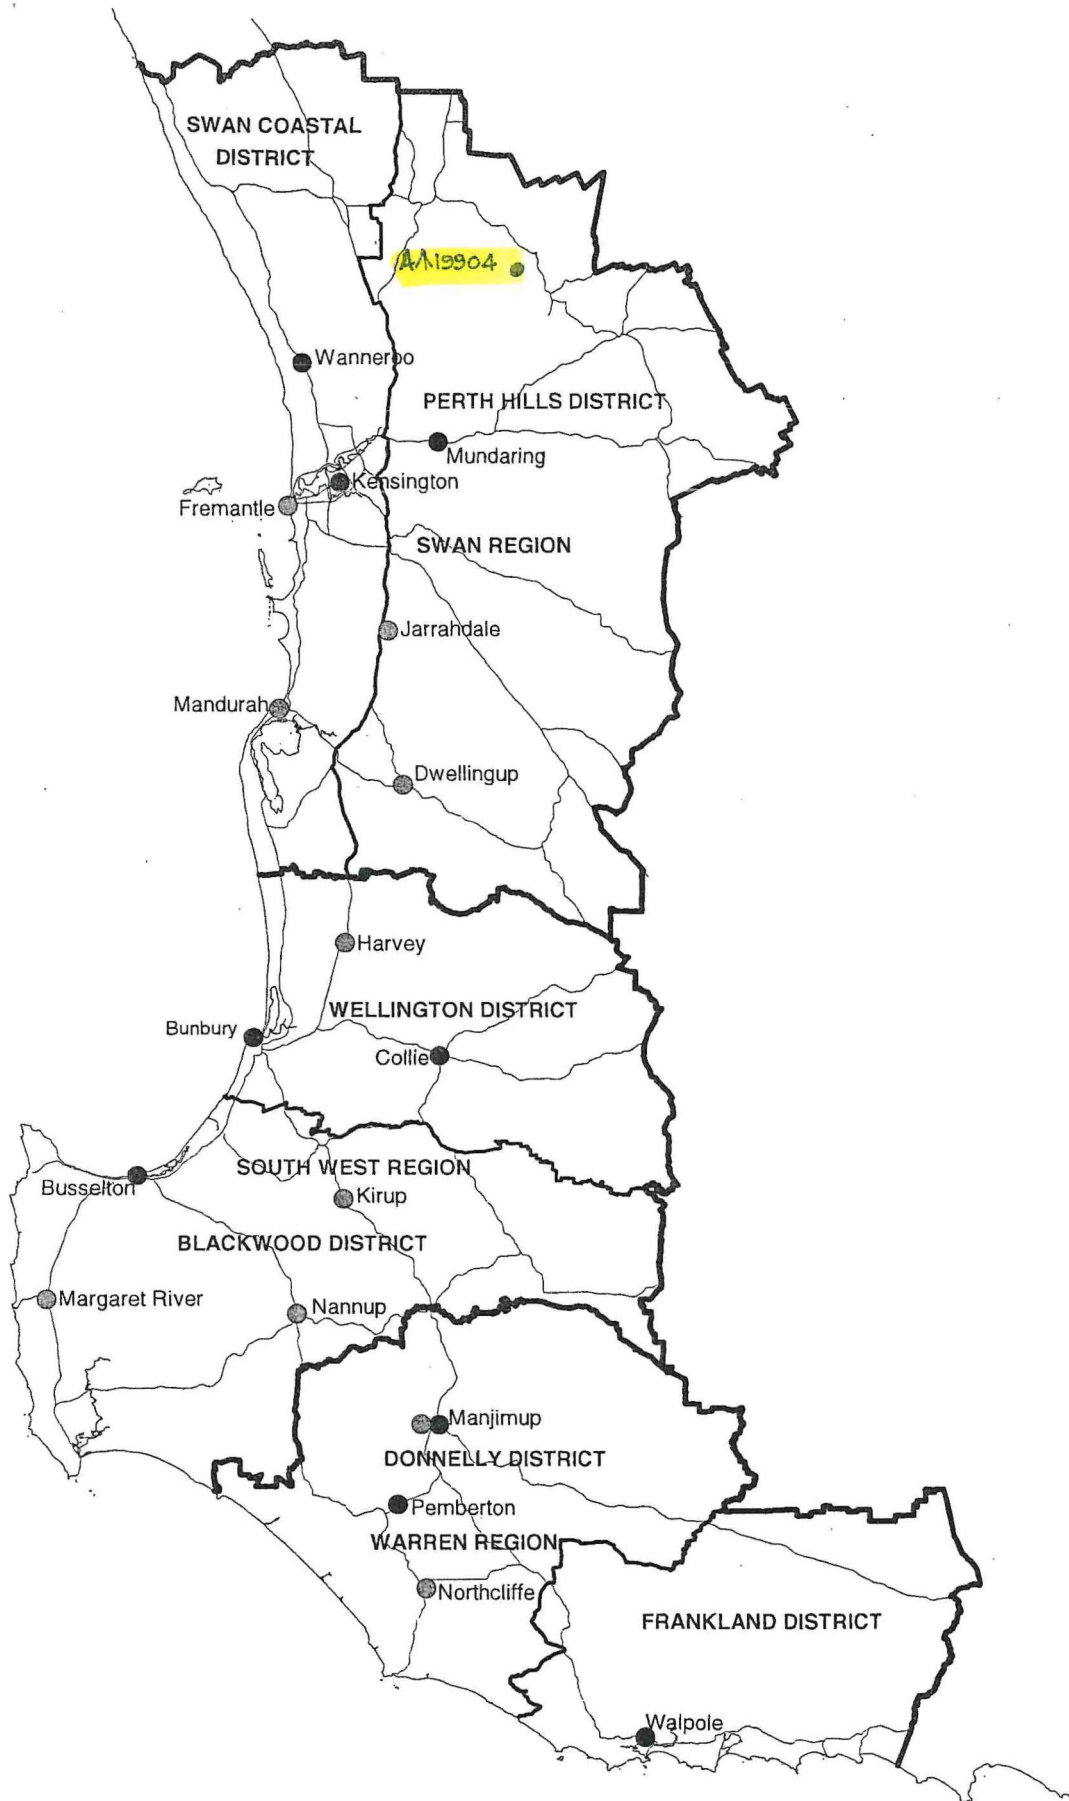 SWAN COASTAL
DISTRICT
A/\19904
Wanneroo
PERTH HILLS DISTRICT
Mundaring
Kensington
Fremantle
SWAN REGION
Jarrahdale
Mandurah
Dwellingup
Harvey
WELLINGTON DISTRICT
Bunbury
Collie
SOUTH WEST REGION
Busselton
Kirup
BLACKWOOD DISTRICT
Margaret River
Nannup
Manjimup
DONNELLY DISTRICT
Pemberton
WARREN REGION
Northcliffe
FRANKLAND DISTRICT
Walpole